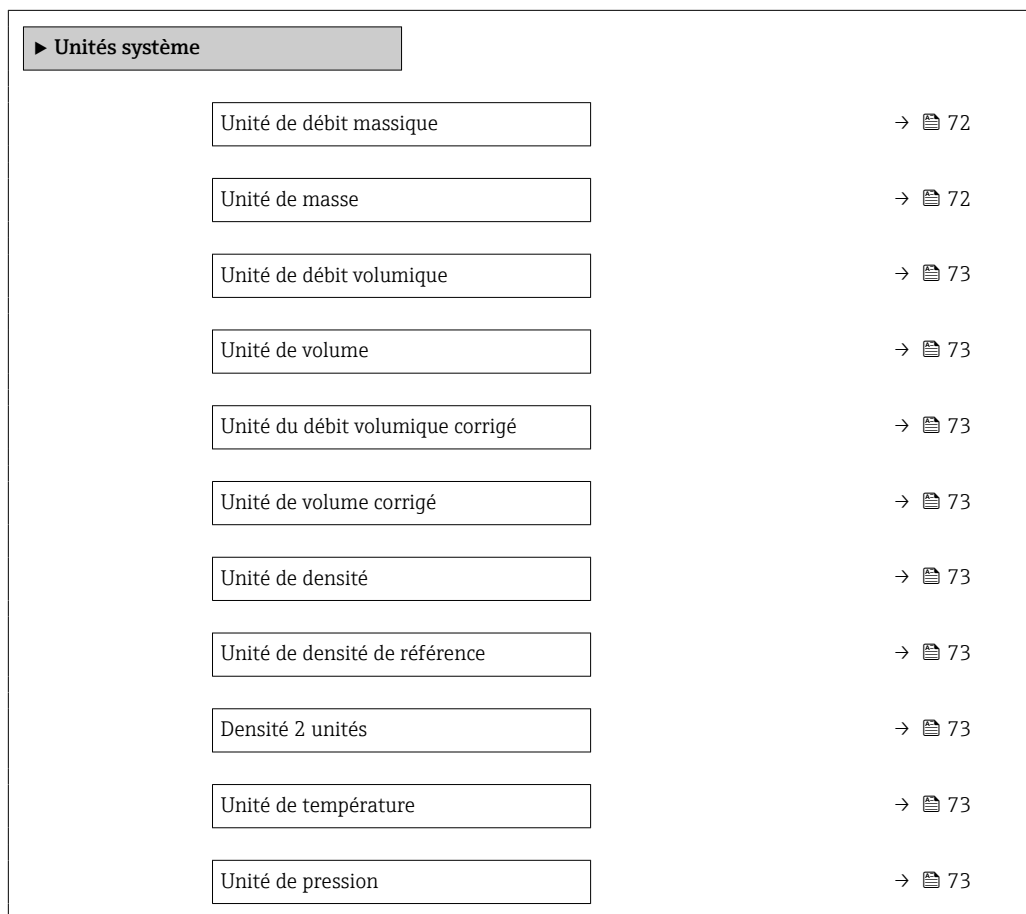 ► Unités système
Unité de débit massique → 72
Unité de masse → 72
Unité de débit volumique → 73
Unité de volume → 73
Unité du débit volumique corrigé → 73
Unité de volume corrigé → 73
Unité de densité → 73
Unité de densité de référence → 73
Densité 2 unités → 73
Unité de température → 73
Unité de pression → 73